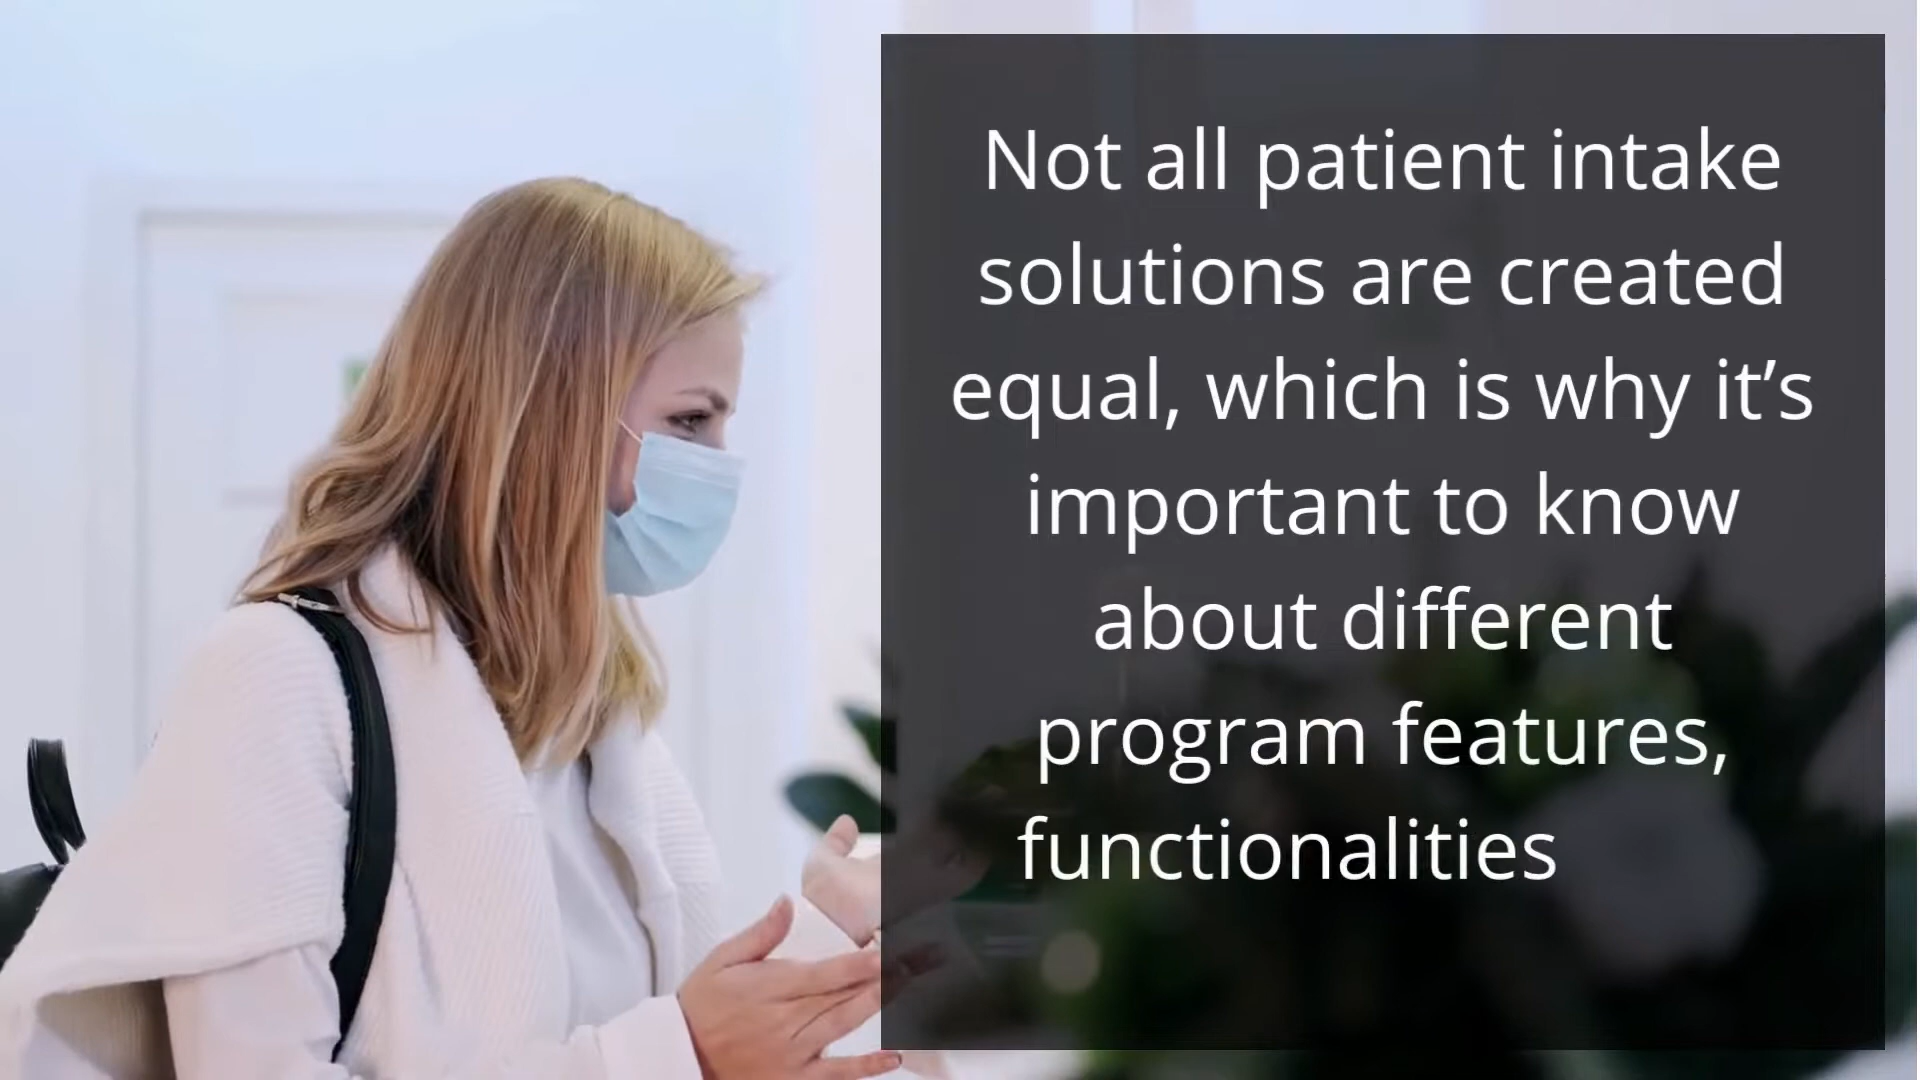 Not all patient intake
solutions are created
equal, which is why it’s
important to know
about different
program features,
functionalities